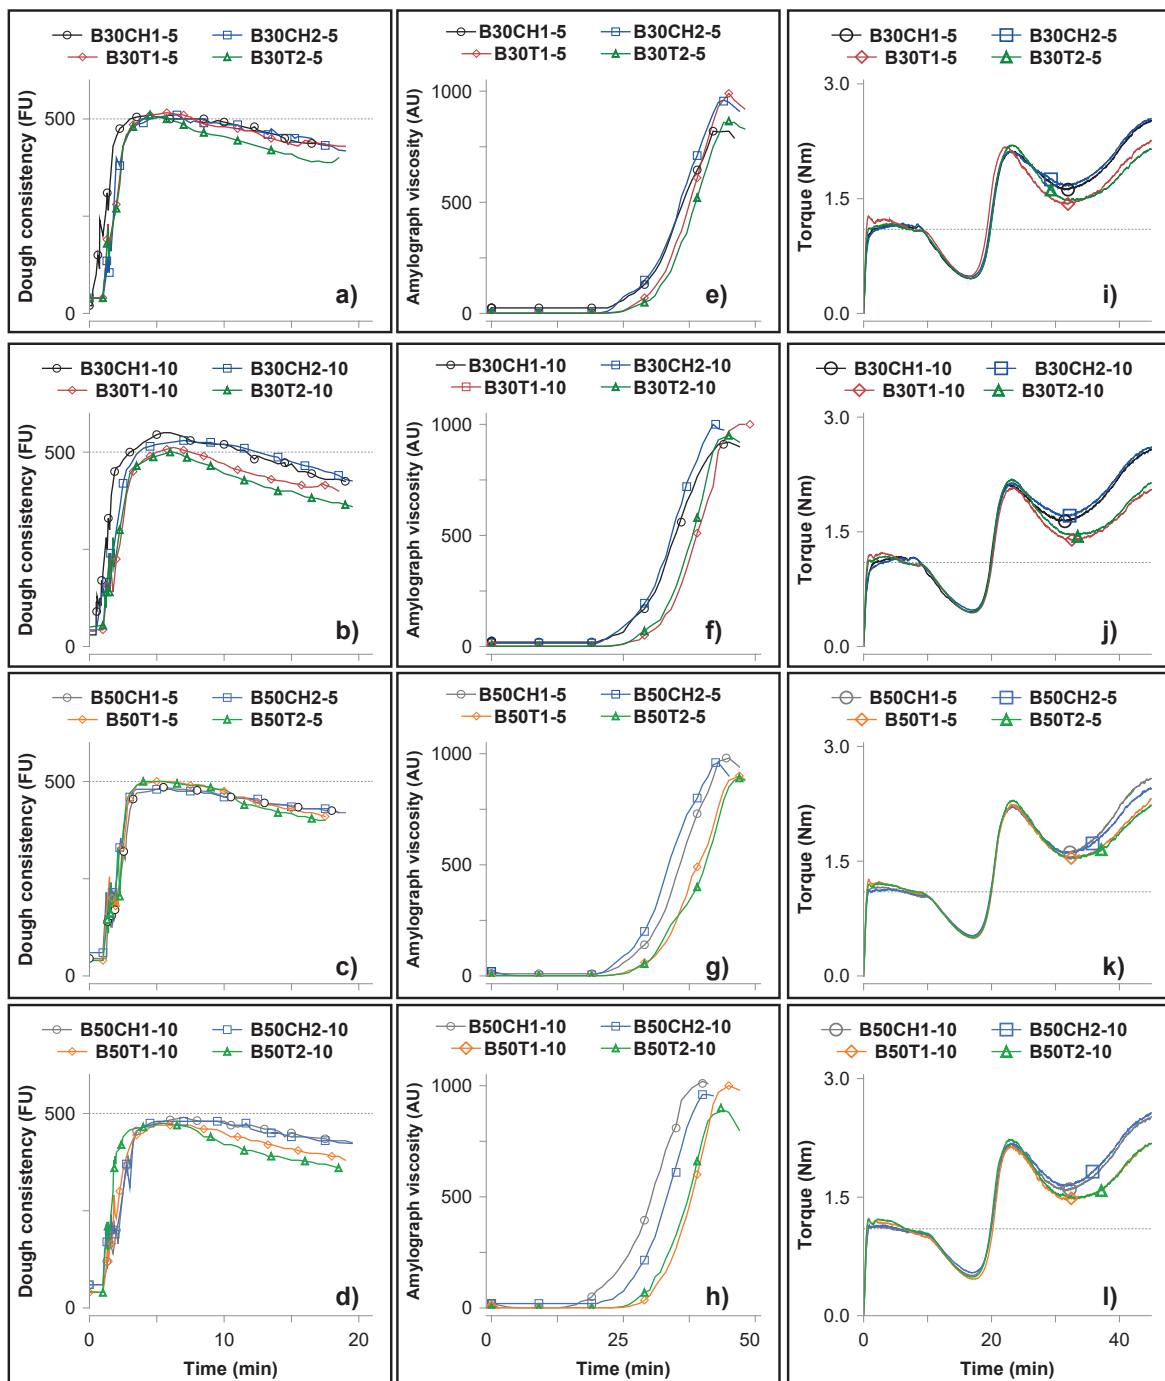 B30CH1-5 B30CH2-5
B30T1-5 B30T2-5
Dough consistency (FU)
500
0
a)
B30CH1-5 B30CH2-5
B30T1-5 B30T2-5
Amylograph viscosity (AU)
1000
500
0
e)
B30CH1-5 B30CH2-5
B30T1-5 B30T2-5
Torque (Nm)
3.0
1.5
0.0
i)
B30CH1-10 B30CH2-10
B30T1-10 B30T2-10
Dough consistency (FU)
500
0
b)
B30CH1-10 B30CH2-10
B30T1-10 B30T2-10
Amylograph viscosity (AU)
1000
500
0
f)
B30CH1-10 B30CH2-10
B30T1-10 B30T2-10
Torque (Nm)
3.0
1.5
0.0
j)
B50CH1-5 B50CH2-5
B50T1-5 B50T2-5
Dough consistency (FU)
500
0
c)
B50CH1-5 B50CH2-5
B50T1-5 B50T2-5
Amylograph viscosity (AU)
1000
500
0
g)
B50CH1-5 B50CH2-5
B50T1-5 B50T2-5
Torque (Nm)
3.0
1.5
0.0
k)
B50CH1-10 B50CH2-10
B50T1-10 B50T2-10
Dough consistency (FU)
500
0
d)
0 10 20
Time (min)
B50CH1-10 B50CH2-10
B50T1-10 B50T2-10
Amylograph viscosity (AU)
1000
500
0
h)
0 25 50
Time (min)
B50CH1-10 B50CH2-10
B50T1-10 B50T2-10
Torque (Nm)
3.0
1.5
0.0
l)
0 20 40
Time (min)